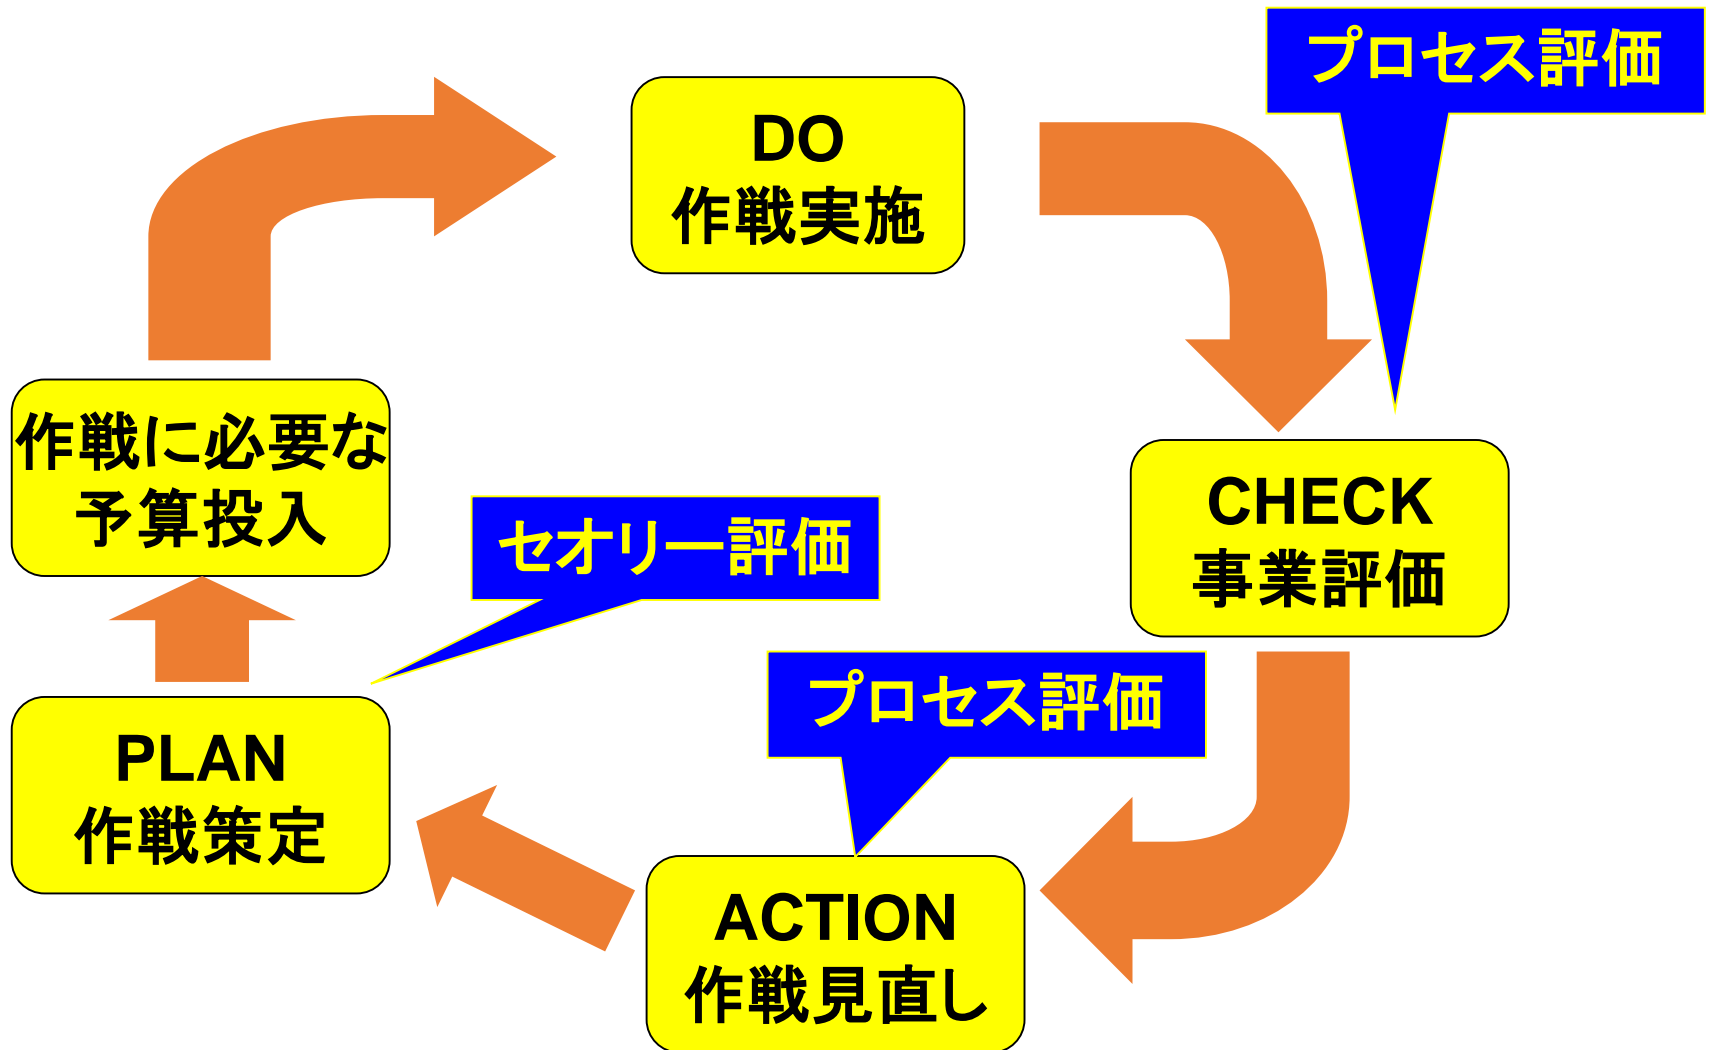 プロセス評価
DO
作戦実施
作戦に必要な
予算投入
セオリー評価
CHECK
事業評価
プロセス評価
PLAN
作戦策定
ACTION
作戦見直し